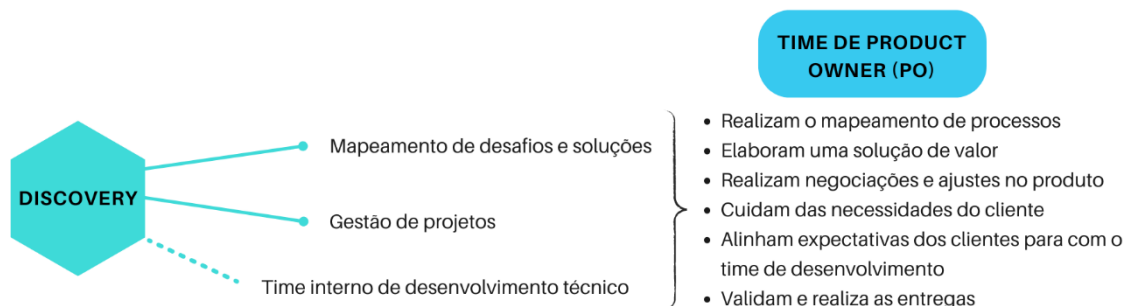 DISCOVERY
Mapeamento de desafios e soluções
Gestão de projetos
Time interno de desenvolvimento técnico
TIME DE PRODUCT
OWNER (PO)
• Realizam o mapeamento de processos
• Elaboram uma solução de valor
• Realizam negociações e ajustes no produto
• Cuidam das necessidades do cliente
• Alinham expectativas dos clientes para com o
time de desenvolvimento
• Validam e realiza as entregas